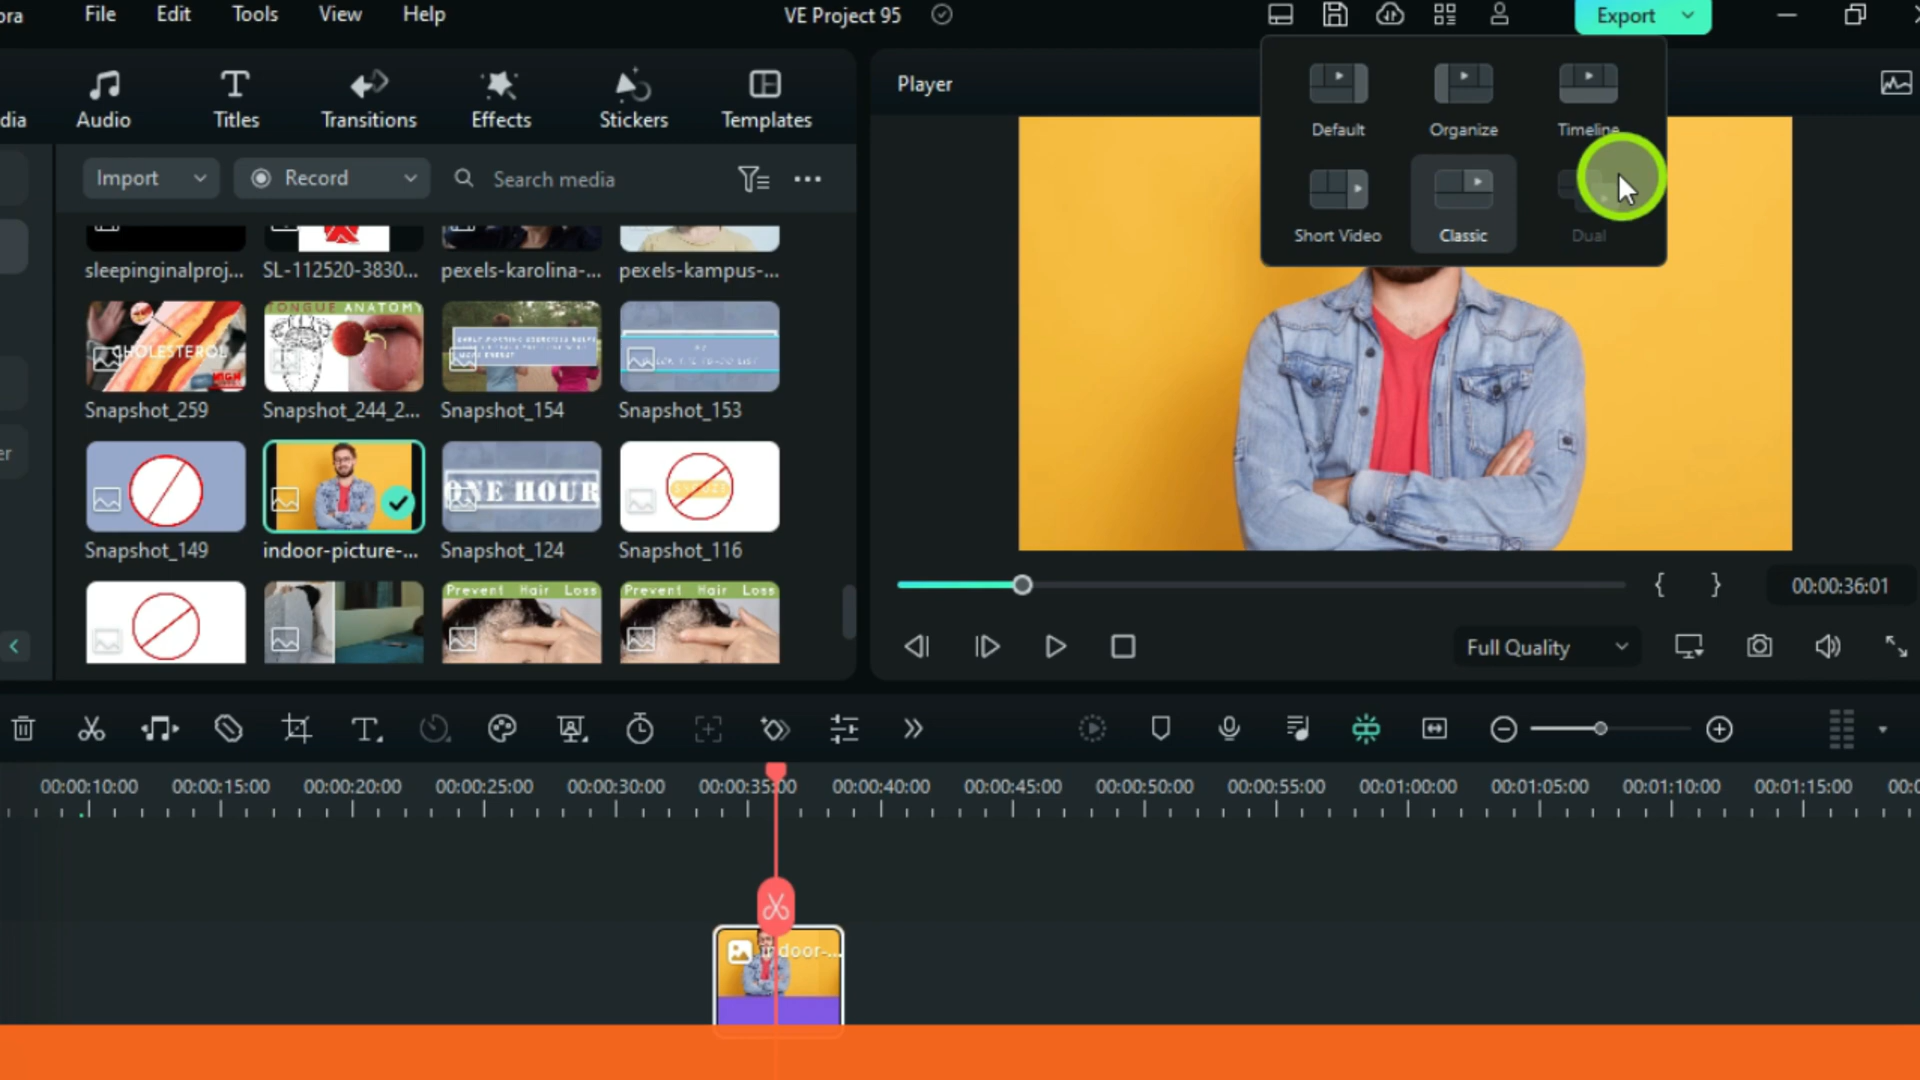 ora File Edit Tools View Help VE Project 95 Export
dia Audio Titles Transitions Effects Stickers Templates
Player
Default Organize Timeline
Short Video Classic Dual
Import Record Search media
sleepinginalproj... SL-112520-3830... pexels-karolina-... pexels-kampus-...
CHOLESTEROL
HIGH
TONGUE ANATOMY
Snapshot_259 Snapshot_244_2... Snapshot_154 Snapshot_153
er
ONE HOUR
SNOOZE
Snapshot_149 indoor-picture-... Snapshot_124 Snapshot_116
Prevent Hair Loss Prevent Hair Loss
{ } 00:00:36:01
Full Quality
00:00:10:00 00:00:15:00 00:00:20:00 00:00:25:00 00:00:30:00 00:00:35:00 00:00:40:00 00:00:45:00 00:00:50:00 00:00:55:00 00:01:00:00 00:01:05:00 00:01:10:00 00:01:15:00 00:0
indoor-...